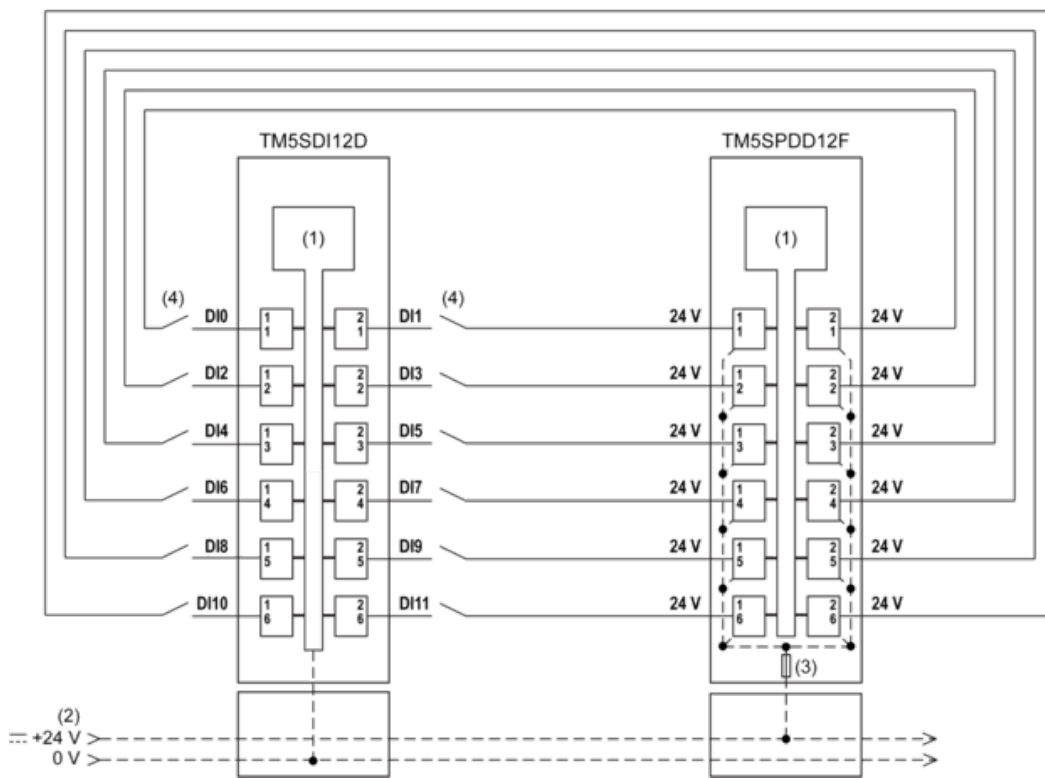 TM5SDI12D TM5SPDD12F
(1) (1)
(4) DI0 1 1 2 1 DI1 (4) 24 V 1 1 2 1 24 V
DI2 1 2 2 2 DI3 24 V 1 2 2 2 24 V
DI4 1 3 2 3 DI5 24 V 1 3 2 3 24 V
DI6 1 4 2 4 DI7 24 V 1 4 2 4 24 V
DI8 1 5 2 5 DI9 24 V 1 5 2 5 24 V
DI10 1 6 2 6 DI11 24 V 1 6 2 6 24 V
(3)
(2)
+24 V
0 V